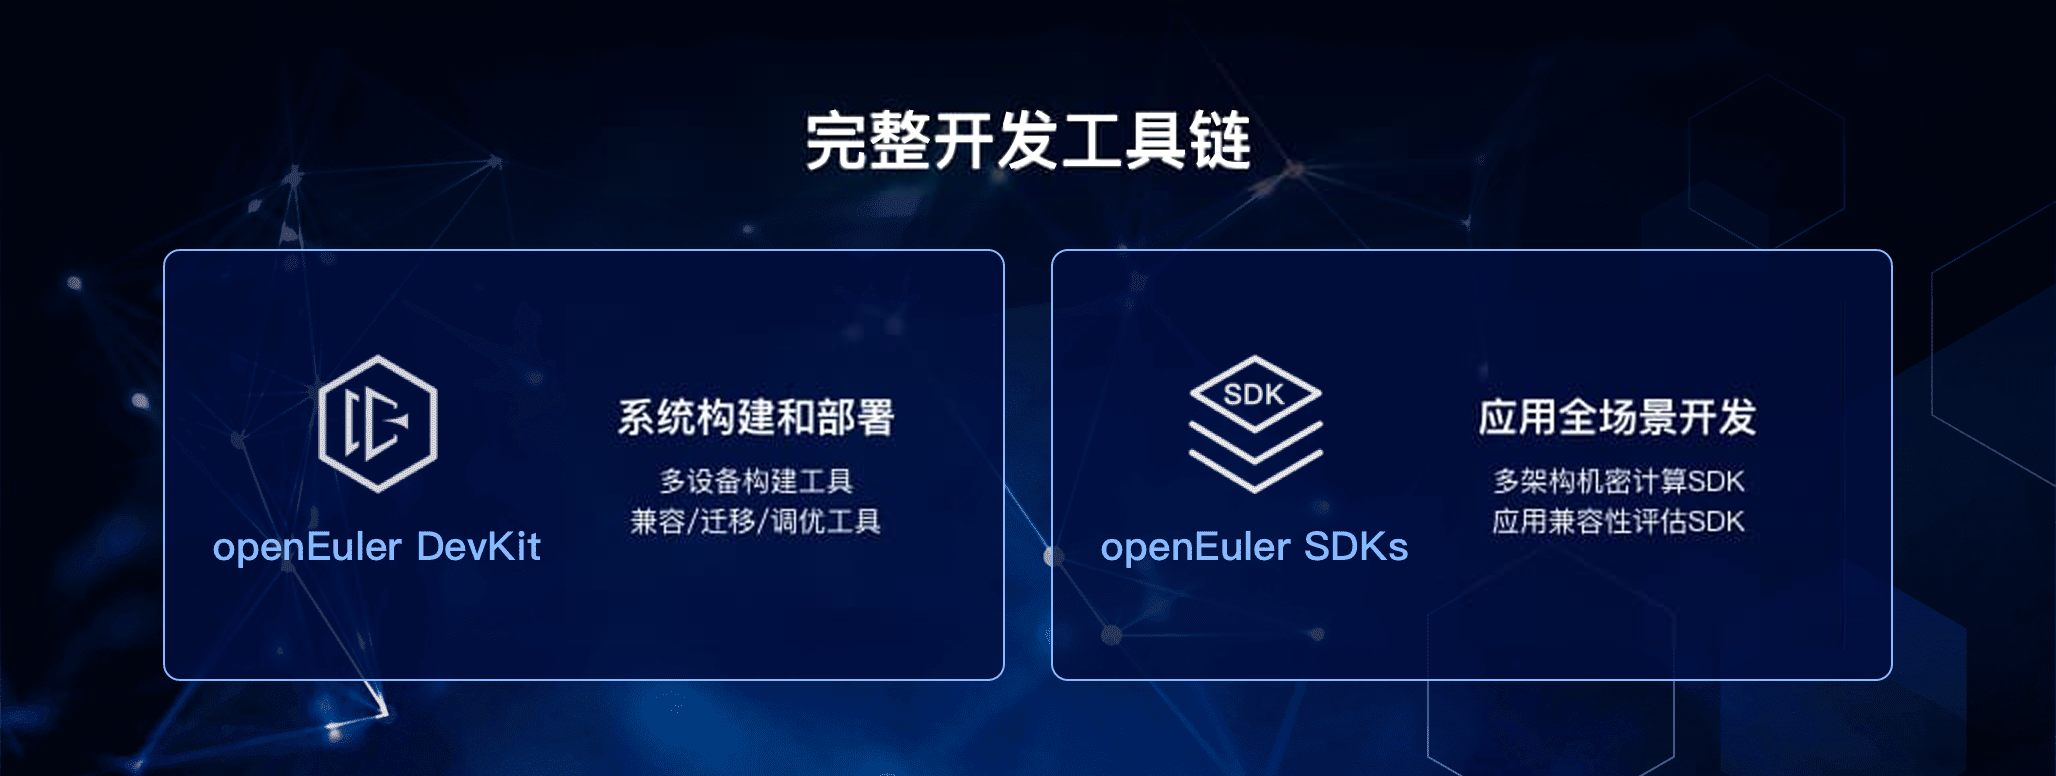 完整开发工具链
openEuler DevKit
系统构建和部署
多设备构建工具
兼容/迁移/调优工具
SDK
openEuler SDKs
应用全场景开发
多架构机密计算SDK
应用兼容性评估SDK